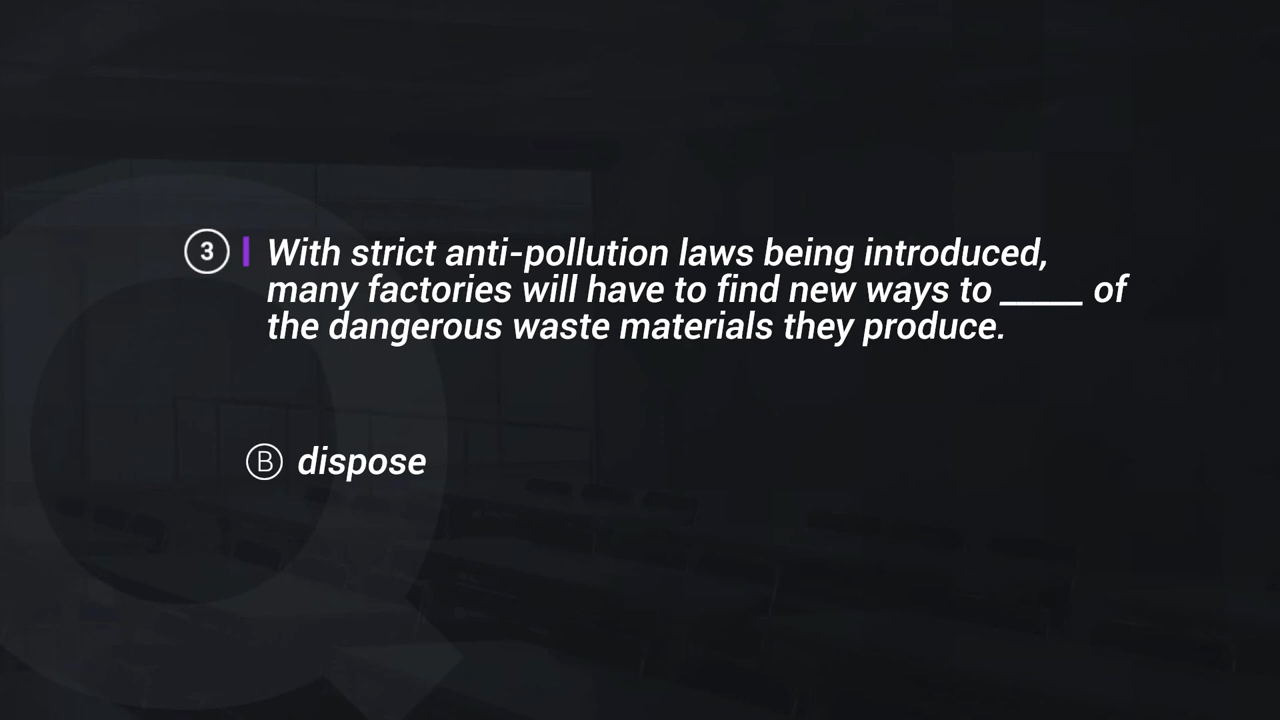 3 With strict anti-pollution laws being introduced,
many factories will have to find new ways to _____ of
the dangerous waste materials they produce.
B dispose